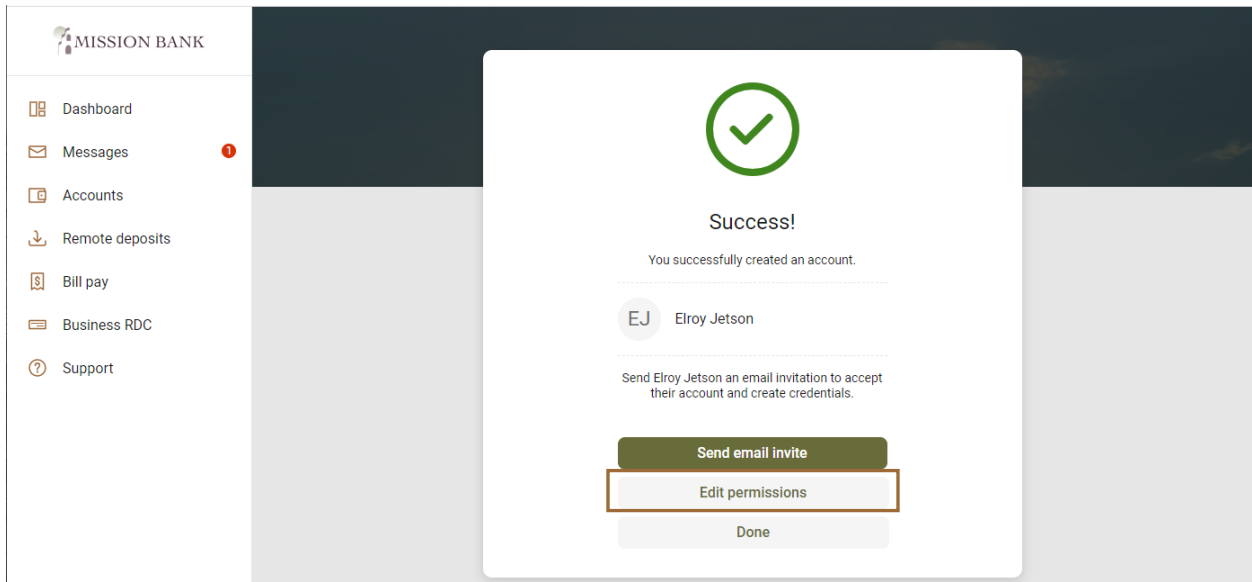 MISSION BANK
Dashboard
Messages
1
Accounts
Remote deposits
Bill pay
Business RDC
Support
Success!
You successfully created an account.
EJ
Elroy Jetson
Send Elroy Jetson an email invitation to accept
their account and create credentials.
Send email invite
Edit permissions
Done